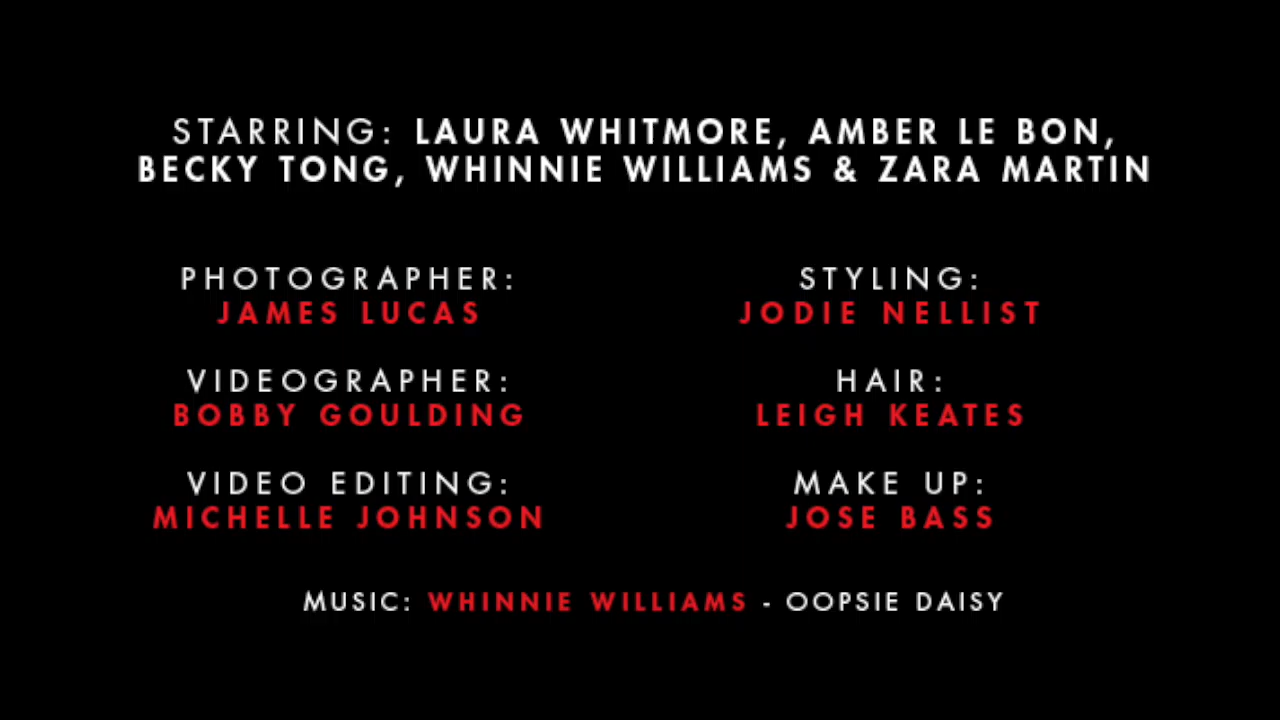 STARRING: LAURA WHITMORE, AMBER LE BON,
BECKY TONG, WHINNIE WILLIAMS & ZARA MARTIN
PHOTOGRAPHER:
JAMES LUCAS
VIDEOGRAPHER:
BOBBY GOULDING
VIDEO EDITING:
MICHELLE JOHNSON
STYLING:
JODIE NELLIST
HAIR:
LEIGH KEATES
MAKE UP:
JOSE BASS
MUSIC: WHINNIE WILLIAMS - OOPSIE DAISY